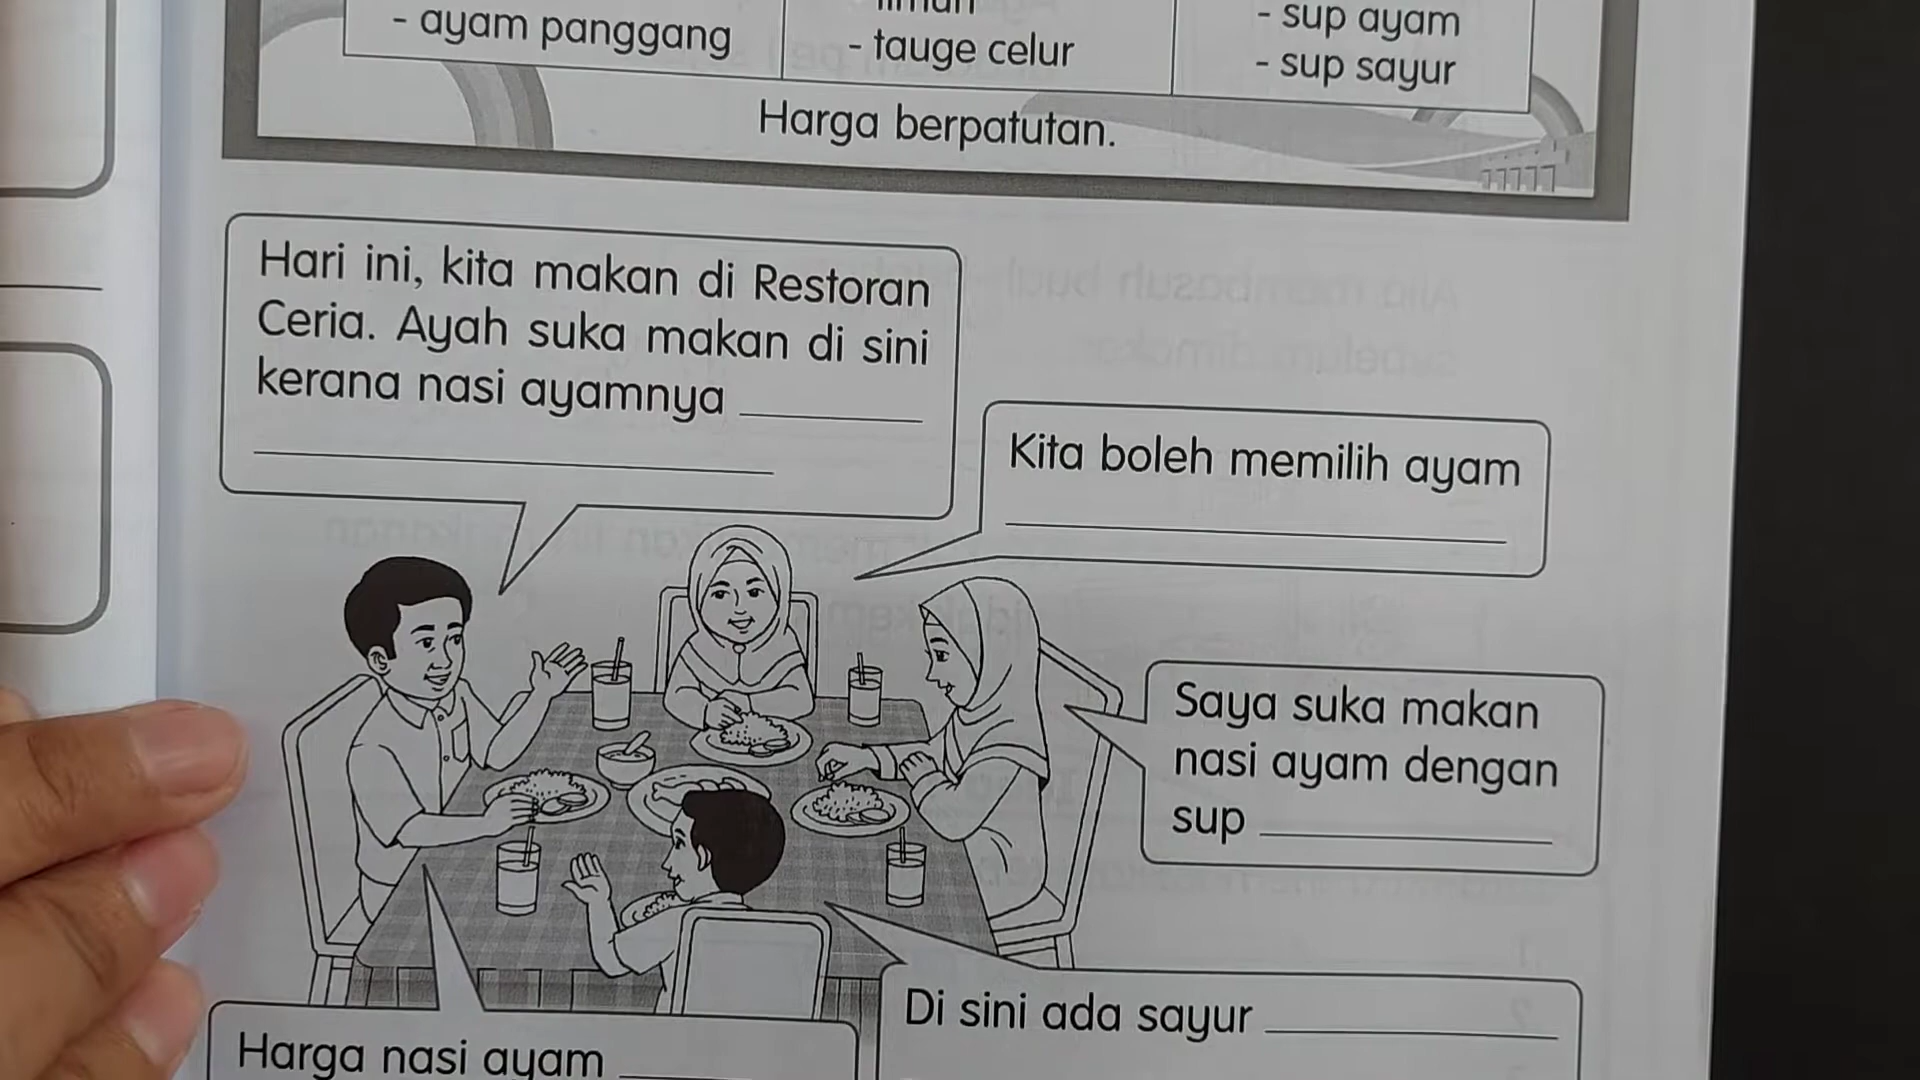 - ayam panggang
- tauge celur
- sup ayam
- sup sayur
Harga berpatutan.
Hari ini, kita makan di Restoran
Ceria. Ayah suka makan di sini
kerana nasi ayamnya
Kita boleh memilih ayam
Saya suka makan
nasi ayam dengan
sup
Di sini ada sayur
Harga nasi ayam